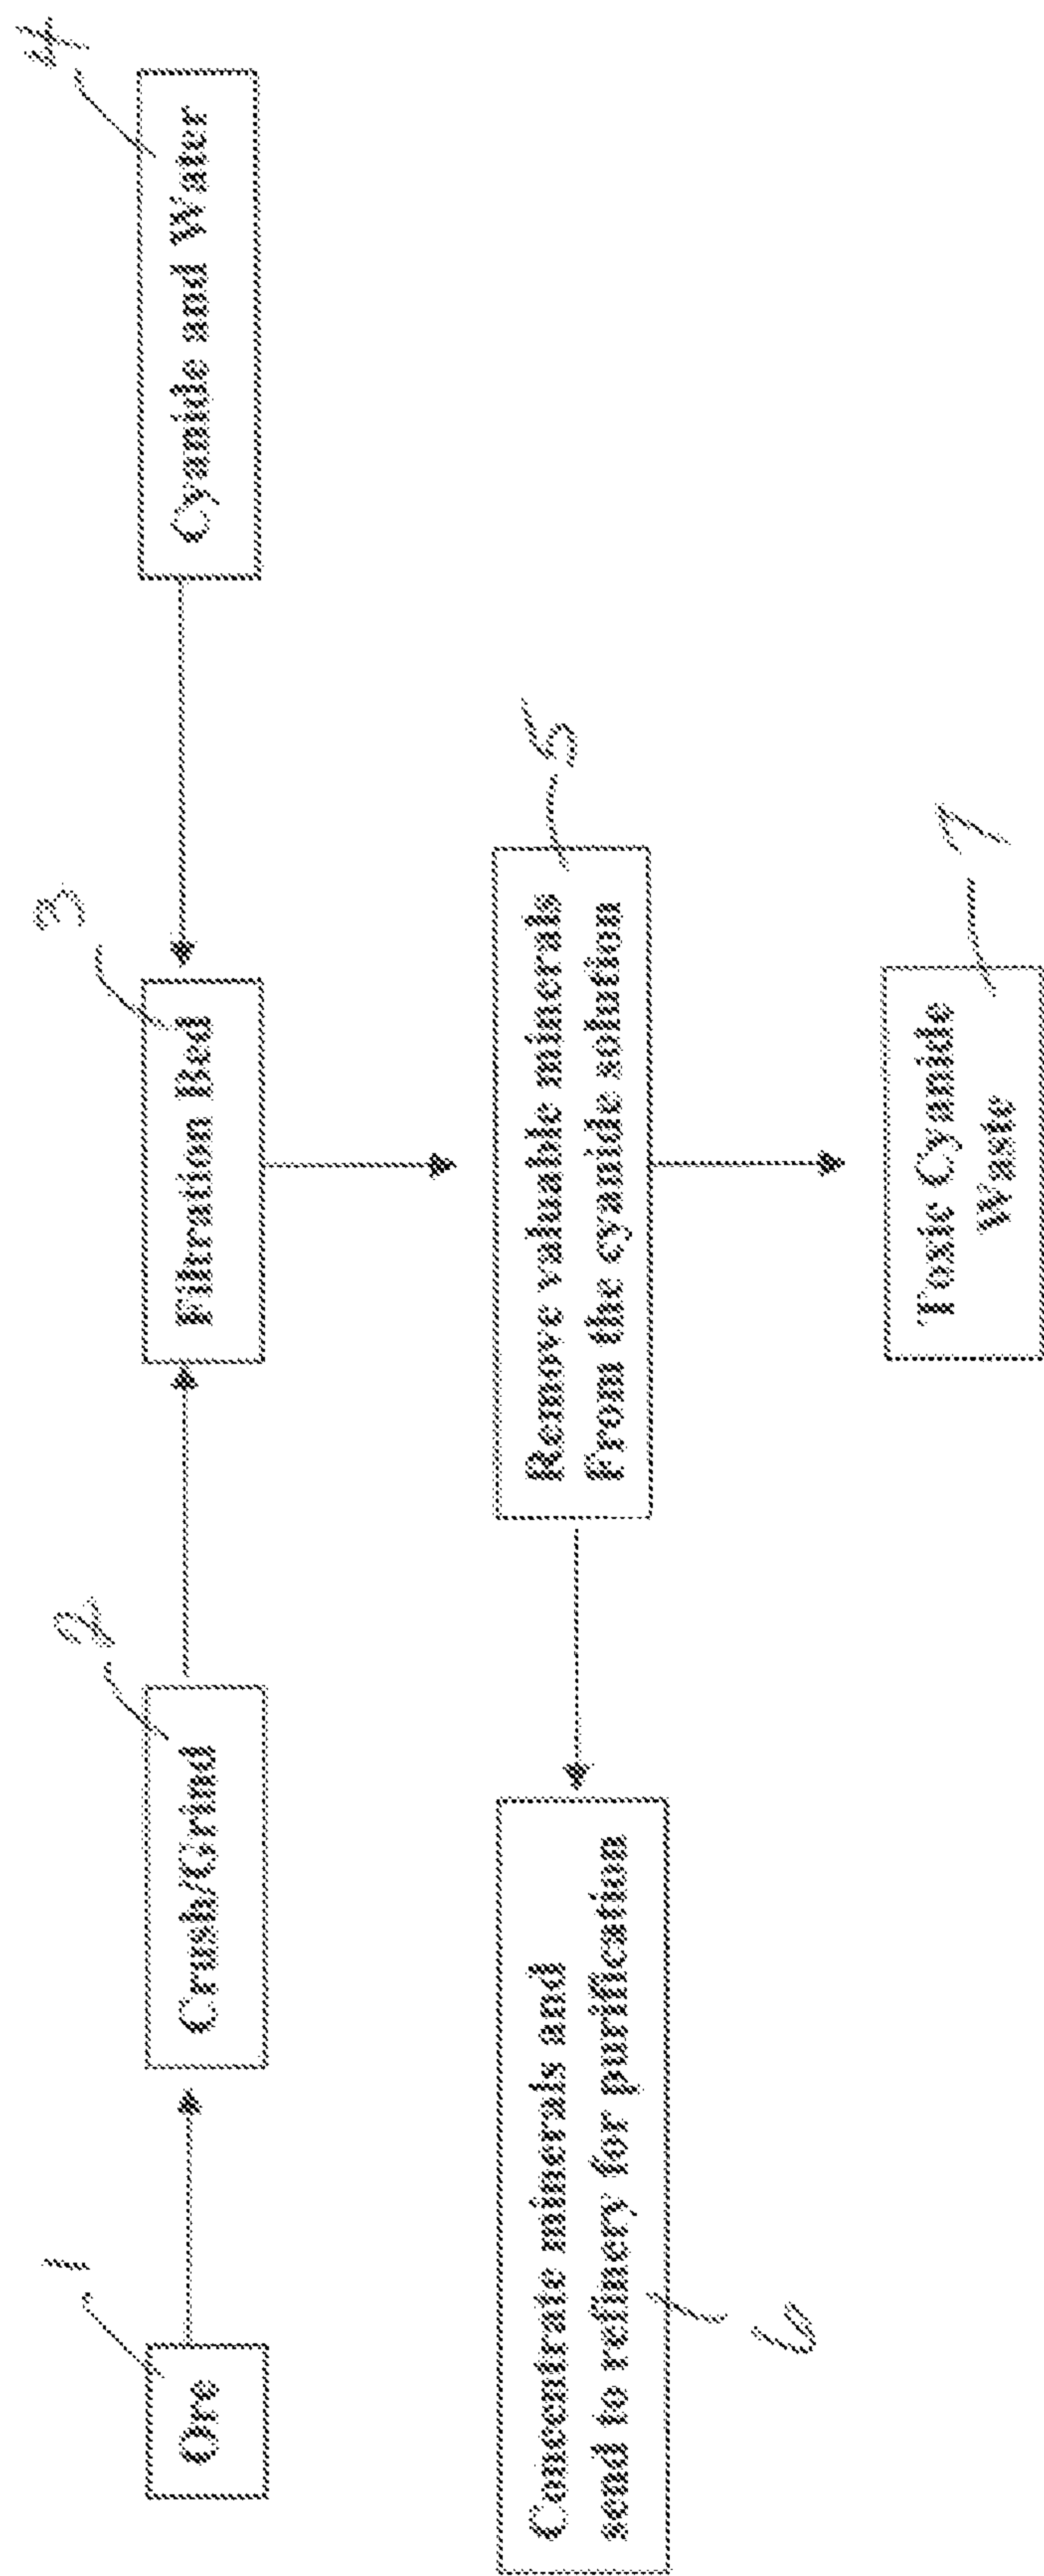 1
Ore
2
Crush/Grind
3
Filtration Bed
4
Cyanide and Water
5
Remove valuable minerals
From the cyanide solution
6
Concentrate minerals and
send to refinery for purification
7
Toxic Cyanide
Waste